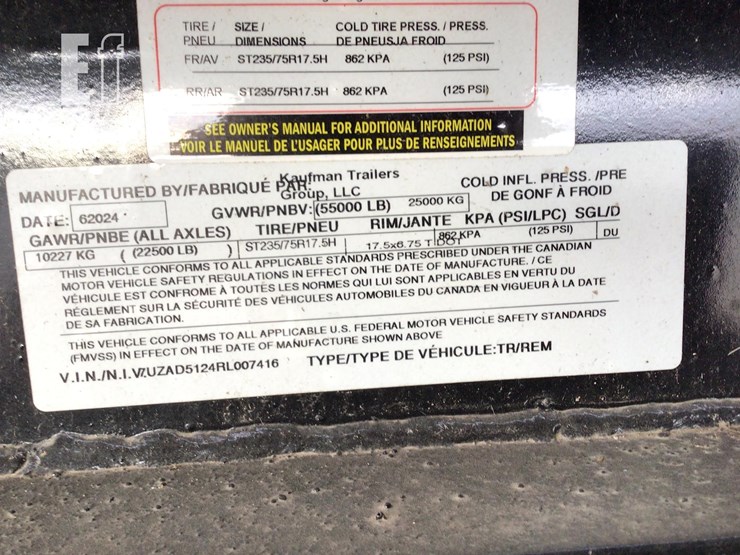 Ef
TIRE / SIZE / COLD TIRE PRESS. / PRESS.
PNEU DIMENSIONS DE PNEUSJA FROID
FR/AV ST235/75R17.5H 862 KPA (125 PSI)
RR/AR ST235/75R17.5H 862 KPA (125 PSI)
SEE OWNER'S MANUAL FOR ADDITIONAL INFORMATION
VOIR LE MANUEL DE L'USAGER POUR PLUS DE RENSEIGNEMENTS
MANUFACTURED BY/FABRIQUÉ PAR: Kaufman Trailers Group, LLC COLD INFL. PRESS. /PRE
DATE: 62024 GVWR/PNBV: (55000 LB) 25000 KG DE GONF À FROID
GAWR/PNBE (ALL AXLES) TIRE/PNEU RIM/JANTE KPA (PSI/LPC) SGL/D
10227 KG ( (22500 LB) ST235/75R17.5H 17.5x6.75 T DOT 862 KPA (125 PSI) DU
THIS VEHICLE CONFORMS TO ALL APPLICABLE STANDARDS PRESCRIBED UNDER THE CANADIAN
MOTOR VEHICLE SAFETY REGULATIONS IN EFFECT ON THE DATE OF MANUFACTURE. / CE
VÉHICULE EST CONFROME À TOUTES LES NORMES QUI LUI SONT APPLICABLES EN VERTU DU
RÉGLEMENT SUR LA SÉCURITÉ DES VÉHICULES AUTOMOBILES DU CANADA EN VIGUEUR À LA DATE
DE SA FABRICATION.
THIS VEHICLE CONFORMS TO ALL APPLICABLE U.S. FEDERAL MOTOR VEHICLE SAFETY STANDARDS
(FMVSS) IN EFFECT ON THE DATE OF MANUFACTURE SHOWN ABOVE
V.I.N./N.I.V. UZAD5124RL007416 TYPE/TYPE DE VÉHICULE:TR/REM